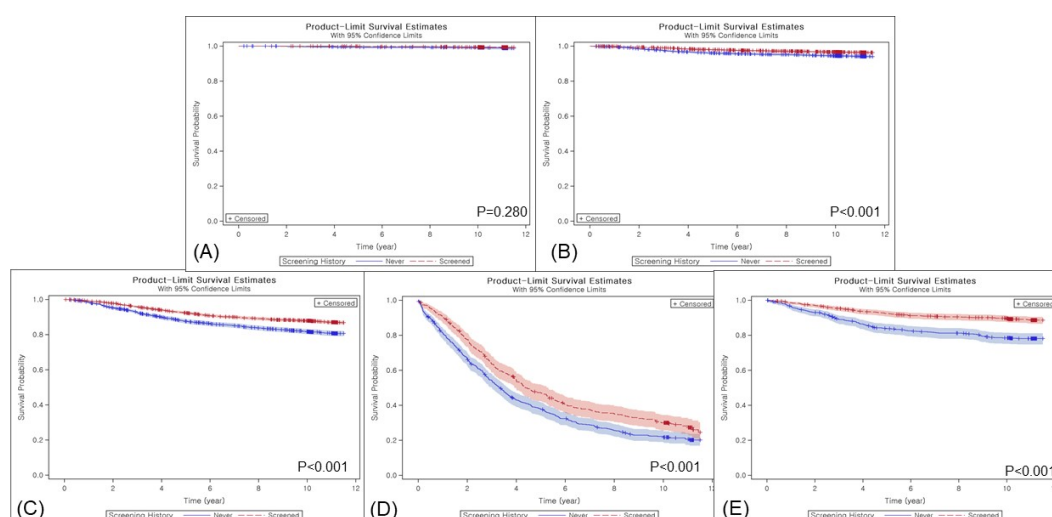 Product-Limit Survival Estimates
With 95% Confidence Limits
Survival Probability
1.0
0.8
0.6
0.4
0.2
0.0
+ Censored
P=0.280
0 2 4 6 8 10 12
Time (year)
(A)
Screening History Never Screened
Product-Limit Survival Estimates
With 95% Confidence Limits
Survival Probability
1.0
0.8
0.6
0.4
0.2
0.0
+ Censored
P<0.001
0 2 4 6 8 10 12
Time (year)
(B)
Screening History Never Screened
Product-Limit Survival Estimates
With 95% Confidence Limits
+ Censored
Survival Probability
1.0
0.8
0.6
0.4
0.2
0.0
P<0.001
0 2 4 6 8 10 12
Time (year)
(C)
Screening History Never Screened
Product-Limit Survival Estimates
With 95% Confidence Limits
+ Censored
Survival Probability
1.0
0.8
0.6
0.4
0.2
0.0
P<0.001
0 2 4 6 8 10 12
Time (year)
(D)
Screening History Never Screened
Product-Limit Survival Estimates
With 95% Confidence Limits
+ Censored
Survival Probability
1.0
0.8
0.6
0.4
0.2
0.0
P<0.001
0 2 4 6 8 10 12
Time (year)
(E)
Screening History Never Screened